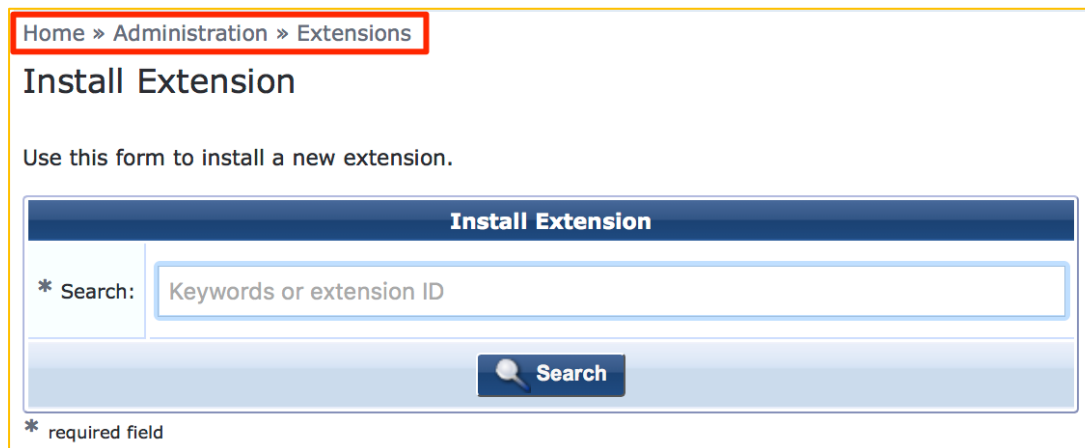 Home » Administration » Extensions
Install Extension
Use this form to install a new extension.
Install Extension
* Search: Keywords or extension ID
Search
* required field